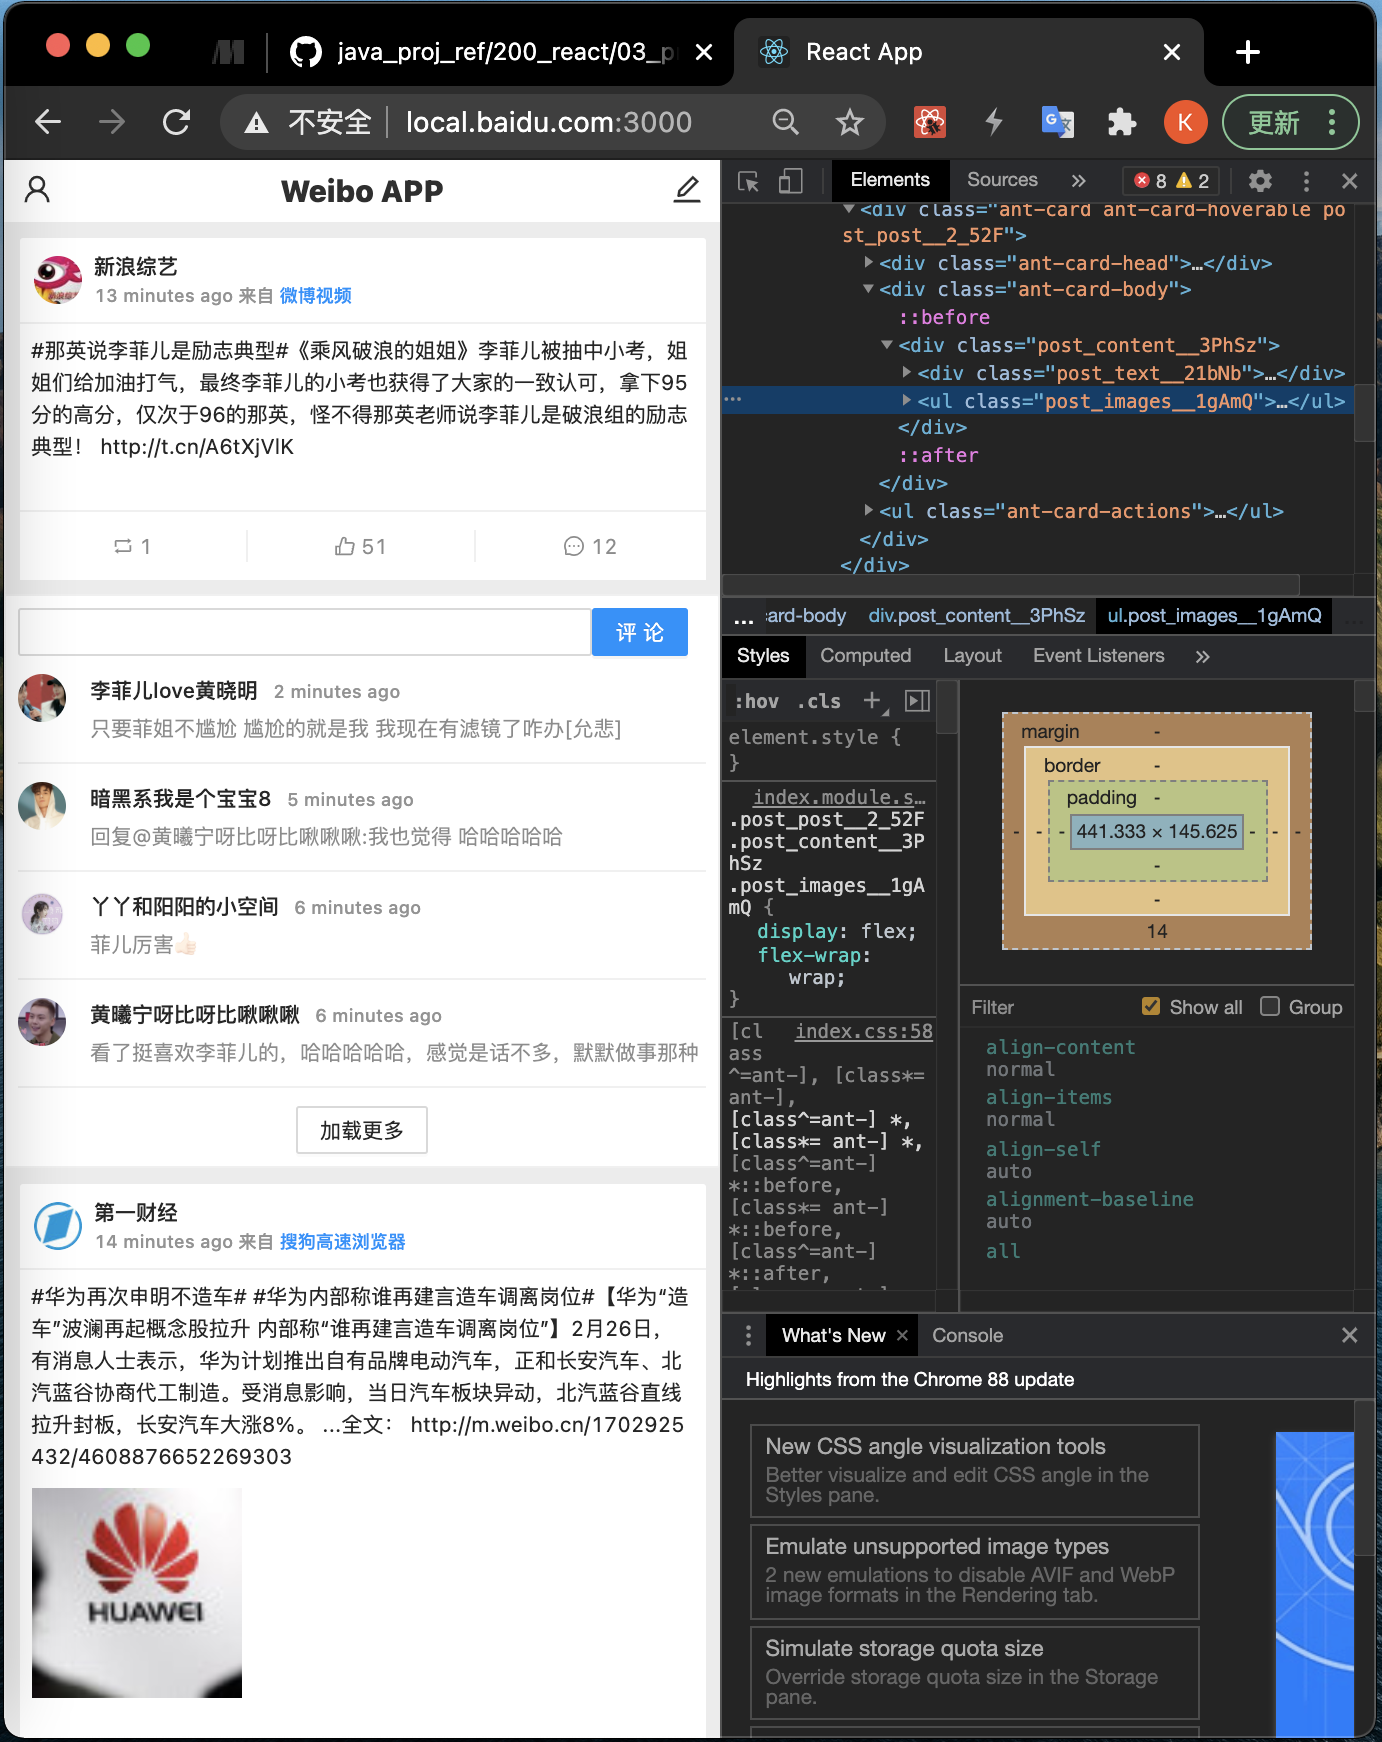 java_proj_ref/200_react/03_p
React App
不安全
local.baidu.com:3000
K
更新
Weibo APP
新浪综艺
13 minutes ago 来自 微博视频
#那英说李菲儿是励志典型#《乘风破浪的姐姐》李菲儿被抽中小考，姐
姐们给加油打气，最终李菲儿的小考也获得了大家的一致认可，拿下95
分的高分，仅次于96的那英，怪不得那英老师说李菲儿是破浪组的励志
典型！ http://t.cn/A6tXjVlK
1
51
12
评 论
李菲儿love黄晓明 2 minutes ago
只要菲姐不尴尬 尴尬的就是我 我现在有滤镜了咋办[允悲]
暗黑系我是个宝宝8 5 minutes ago
回复@黄曦宁呀比呀比啾啾啾:我也觉得 哈哈哈哈哈
丫丫和阳阳的小空间 6 minutes ago
菲儿厉害👍🏻
黄曦宁呀比呀比啾啾啾 6 minutes ago
看了挺喜欢李菲儿的，哈哈哈哈哈，感觉是话不多，默默做事那种
加载更多
第一财经
14 minutes ago 来自 搜狗高速浏览器
#华为再次申明不造车# #华为内部称谁再建言造车调离岗位#【华为“造
车”波澜再起概念股拉升 内部称“谁再建言造车调离岗位”】2月26日，
有消息人士表示，华为计划推出自有品牌电动汽车，正和长安汽车、北
汽蓝谷协商代工制造。受消息影响，当日汽车板块异动，北汽蓝谷直线
拉升封板，长安汽车大涨8%。 ...全文： http://m.weibo.cn/1702925
432/4608876652269303
HUAWEI
Elements
Sources
8
2
<div class="ant-card ant-card-hoverable po
st_post__2_52F">
<div class="ant-card-head">…</div>
<div class="ant-card-body">
::before
<div class="post_content__3PhSz">
<div class="post_text__21bNb">…</div>
<ul class="post_images__1gAmQ">…</ul>
</div>
::after
</div>
<ul class="ant-card-actions">…</ul>
</div>
</div>
... card-body div.post_content__3PhSz ul.post_images__1gAmQ ...
Styles
Computed
Layout
Event Listeners
:hov .cls
element.style {
}
index.module.s…
.post_post__2_52F
.post_content__3P
hSz
.post_images__1gA
mQ {
display: flex;
flex-wrap:
wrap;
}
[cl index.css:58
ass
^=ant-], [class*=
ant-],
[class^=ant-] *,
[class*= ant-] *,
[class^=ant-]
*::before,
[class*= ant-]
*::before,
[class^=ant-]
*::after,
margin -
border -
padding -
- - - 441.333 × 145.625 - - -
-
-
14
Filter
Show all
Group
align-content
normal
align-items
normal
align-self
auto
alignment-baseline
auto
all
What's New
Console
Highlights from the Chrome 88 update
New CSS angle visualization tools
Better visualize and edit CSS angle in the
Styles pane.
Emulate unsupported image types
2 new emulations to disable AVIF and WebP
image formats in the Rendering tab.
Simulate storage quota size
Override storage quota size in the Storage
pane.